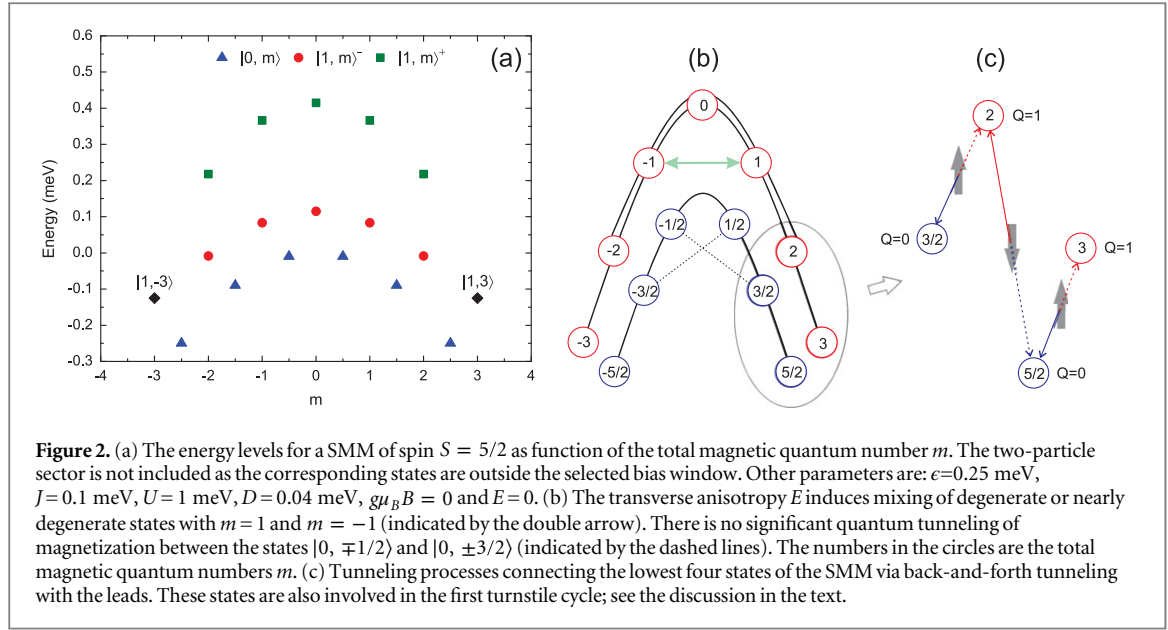 (a)
(b)
(c)
|0, m⟩ |1, m⟩⁻ |1, m⟩⁺
Energy (meV)
0.6
0.5
0.4
0.3
0.2
0.1
0.0
-0.1
-0.2
-0.3
|1,-3⟩
|1,3⟩
-4 -3 -2 -1 0 1 2 3 4
m
0
-1
1
-1/2
1/2
-2
2
-3/2
3/2
-3
3
-5/2
5/2
2
Q=1
Q=0
3/2
3
Q=1
5/2
Q=0
Figure 2. (a) The energy levels for a SMM of spin S = 5/2 as function of the total magnetic quantum number m. The two-particle
sector is not included as the corresponding states are outside the selected bias window. Other parameters are: ϵ=0.25 meV,
J = 0.1 meV, U = 1 meV, D = 0.04 meV, gμ_B B = 0 and E = 0. (b) The transverse anisotropy E induces mixing of degenerate or nearly
degenerate states with m = 1 and m = −1 (indicated by the double arrow). There is no significant quantum tunneling of
magnetization between the states |0, ∓1/2⟩ and |0, ±3/2⟩ (indicated by the dashed lines). The numbers in the circles are the total
magnetic quantum numbers m. (c) Tunneling processes connecting the lowest four states of the SMM via back-and-forth tunneling
with the leads. These states are also involved in the first turnstile cycle; see the discussion in the text.